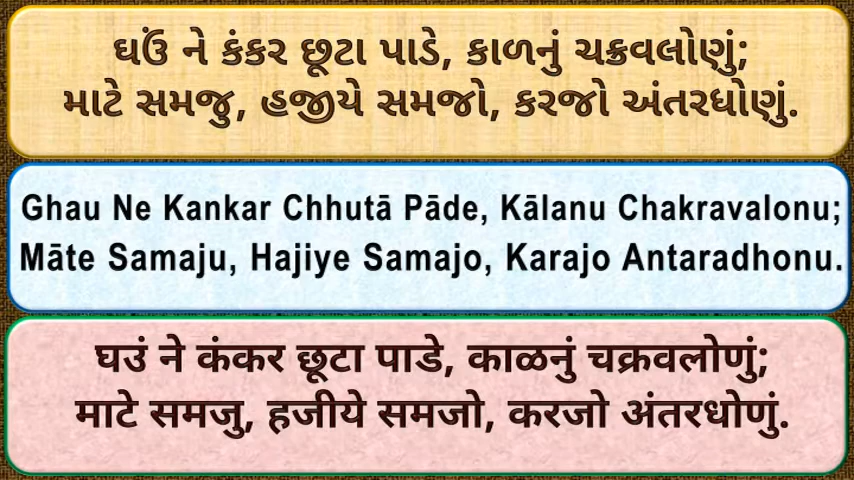 ઘઉં ને કંકર છૂટા પાડે, કાળનું ચક્રવલોણું;
માટે સમજુ, હજીયે સમજો, કરજો અંતરધોણું.
Ghau Ne Kankar Chhutā Pāde, Kālanu Chakravalonu;
Māte Samaju, Hajiye Samajo, Karajo Antaradhonu.
घउं ने कंकर छूटा पाडे, काळनुं चक्रवलोणुं;
माटे समजु, हजीये समजो, करजो अंतरधोणुं.